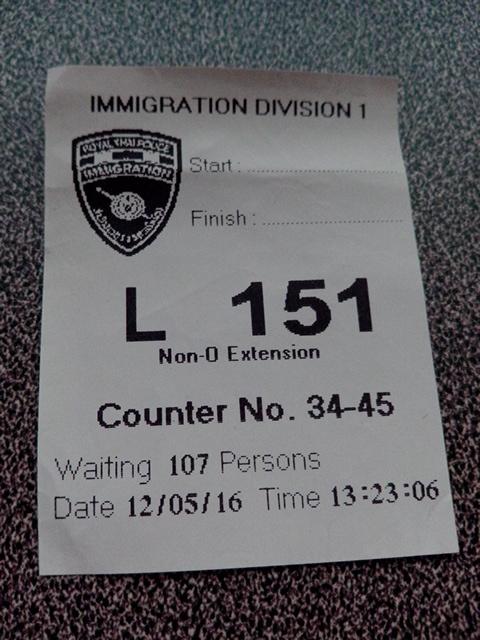 IMMIGRATION DIVISION 1
ROYAL THAI POLICE
IMMIGRATION
Start : ........................................
Finish : ....................................
L 151
Non-O Extension
Counter No. 34-45
Waiting 107 Persons
Date 12/05/16 Time 13:23:06